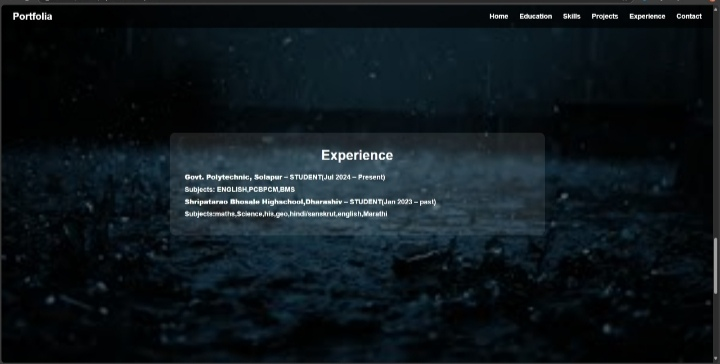 Portfolia
Home Education Skills Projects Experience Contact
Experience
Govt. Polytechnic, Solapur – STUDENT(Jul 2024 – Present)
Subjects: ENGLISH,PCBPCM,BMS
Shripatarao Bhosale Highschool,Dharashiv – STUDENT(Jan 2023 – past)
Subjects:maths,Science,his,geo,hindi/sanskrut,english,Marathi